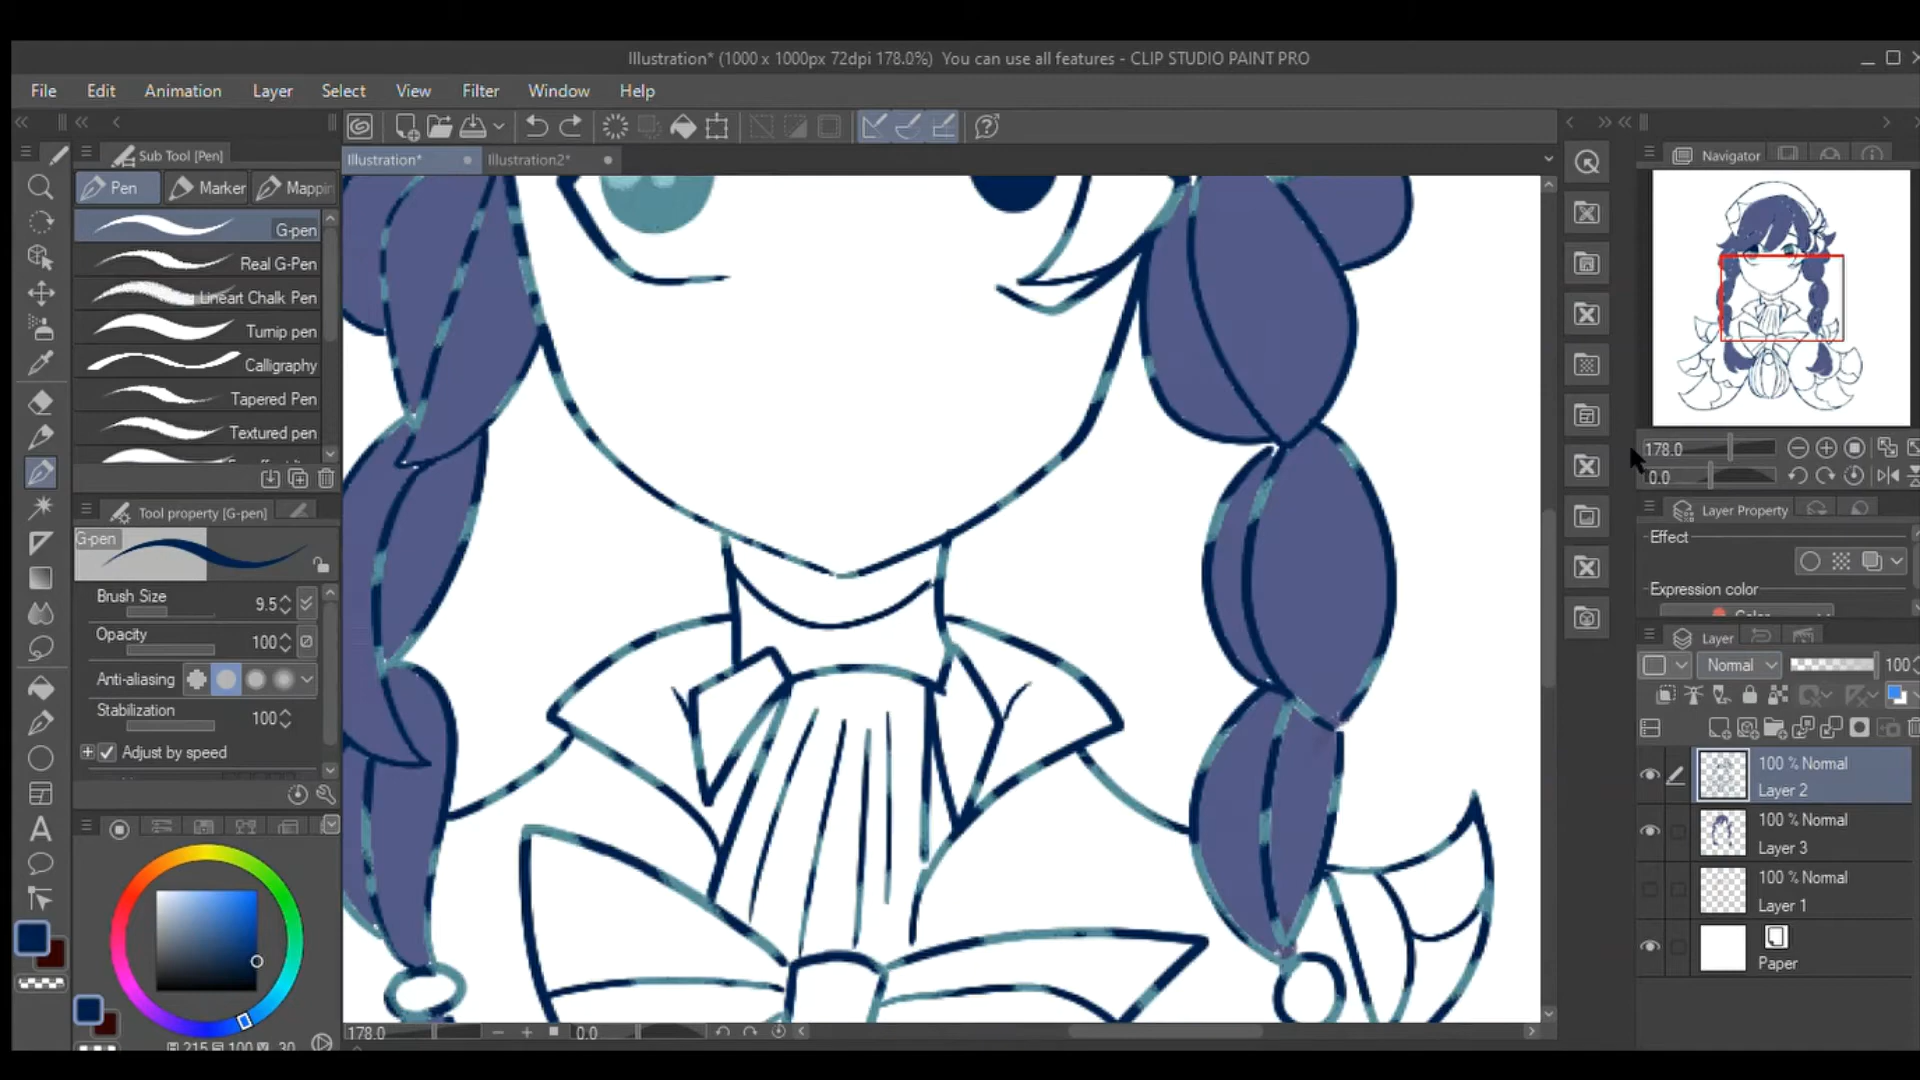 Illustration* (1000 x 1000px 72dpi 178.0%) You can use all features - CLIP STUDIO PAINT PRO
File Edit Animation Layer Select View Filter Window Help
Sub Tool [Pen]
Illustration* Illustration2*
Navigator
Pen Marker Mappin
G-pen
Real G-Pen
Lineart Chalk Pen
Turnip pen
Calligraphy
Tapered Pen
Textured pen
178.0
0.0
Tool property [G-pen]
Layer Property
G-pen
Effect
Brush Size 9.5
Expression color
Opacity 100
Layer
Normal 100
Anti-aliasing
Stabilization 100
Adjust by speed
100 % Normal
Layer 2
100 % Normal
Layer 3
100 % Normal
Layer 1
Paper
178.0 0.0